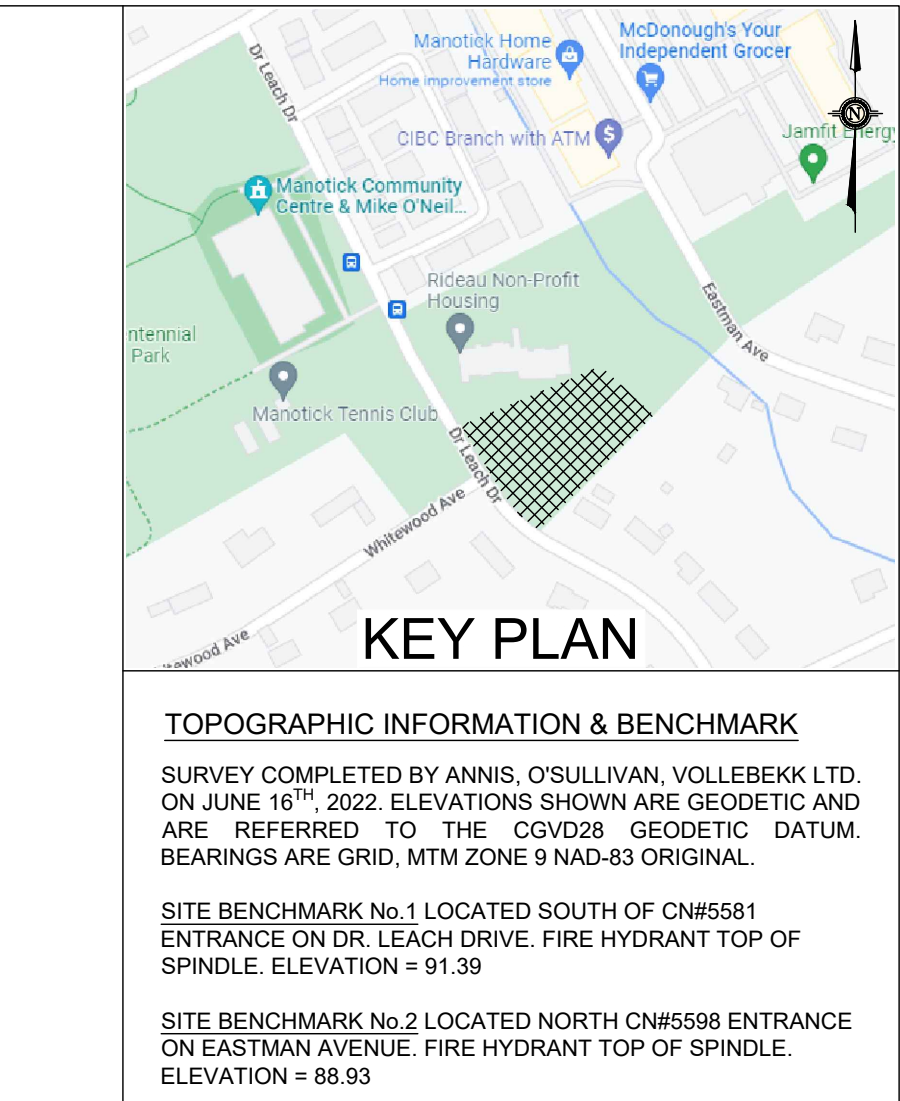 Dr Leach Dr
Manotick Home
Hardware
Home improvement store
McDonough's Your
Independent Grocer
N
CIBC Branch with ATM
$
Jamfit Energy
Manotick Community
Centre & Mike O'Neil...
Rideau Non-Profit
Housing
Eastman Ave
ntennial
Park
Manotick Tennis Club
Dr Leach Dr
Whitewood Ave
itewood Ave
KEY PLAN
TOPOGRAPHIC INFORMATION & BENCHMARK
SURVEY COMPLETED BY ANNIS, O'SULLIVAN, VOLLEBEKK LTD.
ON JUNE 16TH, 2022. ELEVATIONS SHOWN ARE GEODETIC AND
ARE REFERRED TO THE CGVD28 GEODETIC DATUM.
BEARINGS ARE GRID, MTM ZONE 9 NAD-83 ORIGINAL.
SITE BENCHMARK No.1 LOCATED SOUTH OF CN#5581
ENTRANCE ON DR. LEACH DRIVE. FIRE HYDRANT TOP OF
SPINDLE. ELEVATION = 91.39
SITE BENCHMARK No.2 LOCATED NORTH CN#5598 ENTRANCE
ON EASTMAN AVENUE. FIRE HYDRANT TOP OF SPINDLE.
ELEVATION = 88.93